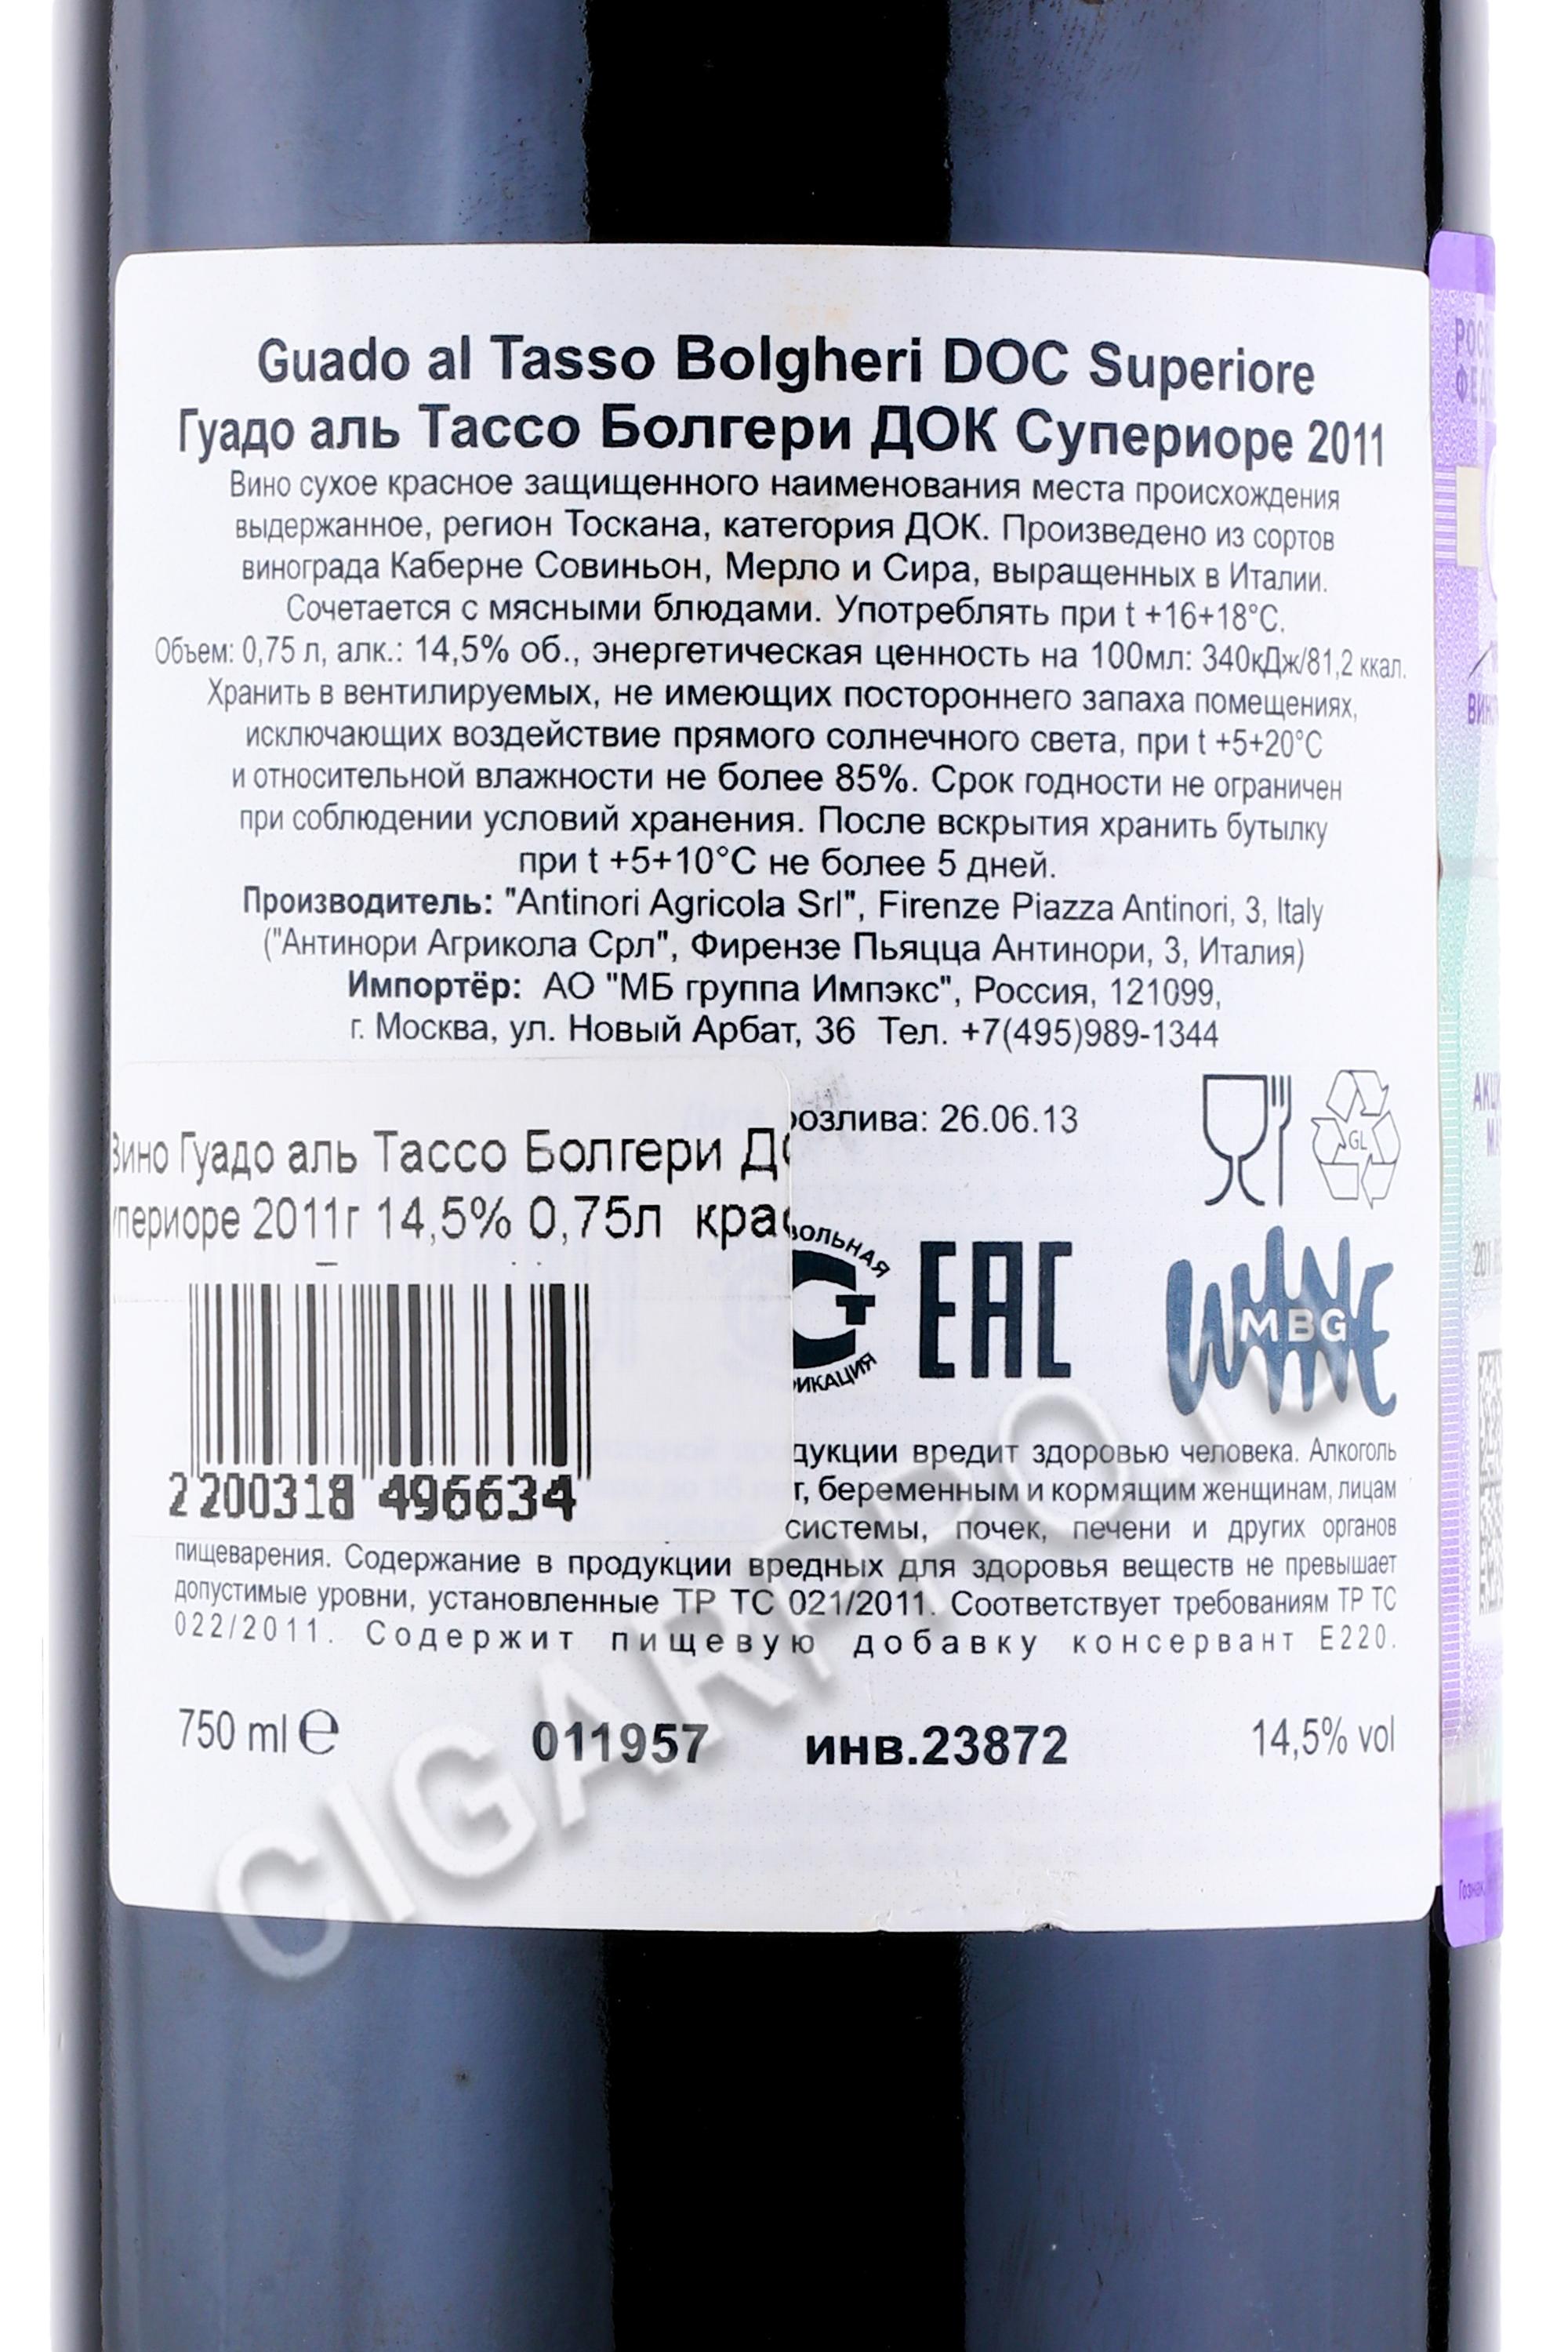 Guado al Tasso Bolgheri DOC Superiore
Гуадо аль Тассо Болгери ДОК Супериоре 2011
Вино сухое красное защищенного наименования места происхождения
выдержанное, регион Тоскана, категория ДОК. Произведено из сортов
винограда Каберне Совиньон, Мерло и Сира, выращенных в Италии.
Сочетается с мясными блюдами. Употреблять при t +16+18°C.
Объем: 0,75 л, алк.: 14,5% об., энергетическая ценность на 100мл: 340кДж/81,2 ккал.
Хранить в вентилируемых, не имеющих постороннего запаха помещениях,
исключающих воздействие прямого солнечного света, при t +5+20°C
и относительной влажности не более 85%. Срок годности не ограничен
при соблюдении условий хранения. После вскрытия хранить бутылку
при t +5+10°C не более 5 дней.
Производитель: "Antinori Agricola Srl", Firenze Piazza Antinori, 3, Italy
("Антинори Агрикола Срл", Фирензе Пьяцца Антинори, 3, Италия)
Импортёр: АО "МБ группа Импэкс", Россия, 121099,
г. Москва, ул. Новый Арбат, 36 Тел. +7(495)989-1344
розлива: 26.06.13
GL
Вино Гуадо аль Тассо Болгери
2011г 14,5% 0,75л
EAC
WINE
MBG
2 200318 496634
вредит здоровью человека. Алкоголь
беременным и кормящим женщинам, лицам
системы, почек, печени и других органов
пищеварения. Содержание в продукции вредных для здоровья веществ не превышает
допустимые уровни, установленные ТР ТС 021/2011. Соответствует требованиям ТР ТС
022/2011. Содержит пищевую добавку консервант Е220.
750 ml e
011957
инв.23872
14,5% vol
CIGARPRO.RU